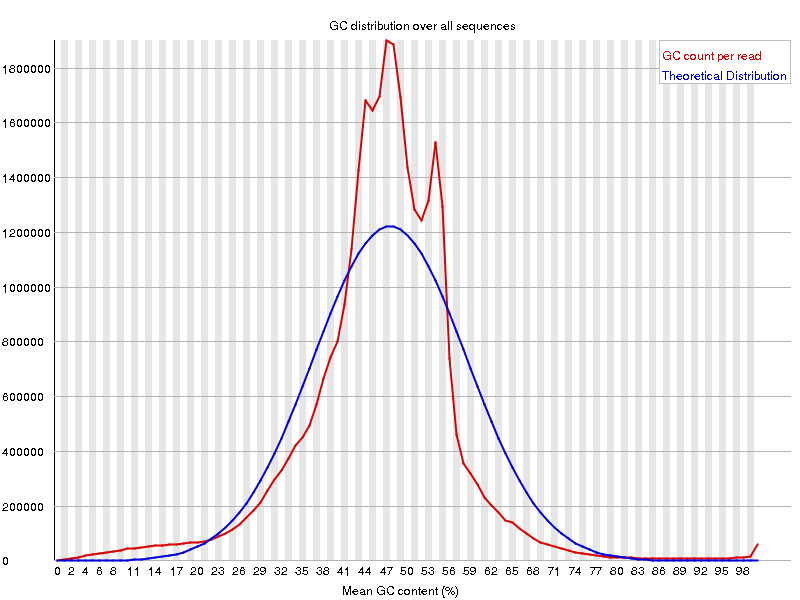 GC distribution over all sequences
GC count per read
Theoretical Distribution
1800000
1600000
1400000
1200000
1000000
800000
600000
400000
200000
0
0 2 4 6 8 11 14 17 20 23 26 29 32 35 38 41 44 47 50 53 56 59 62 65 68 71 74 77 80 83 86 89 92 95 98
Mean GC content (%)